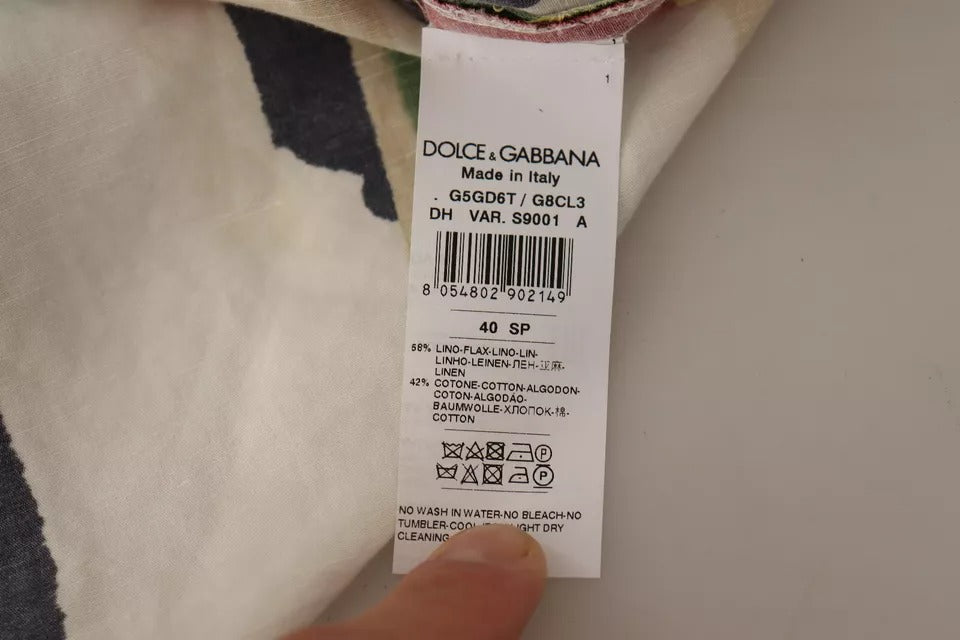 1
1
DOLCE & GABBANA
Made in Italy
. G5GD6T / G8CL3
DH VAR. S9001 A
8 054802 902149
40 SP
58% LINO-FLAX-LINO-LIN-
LINHO-LEINEN-ЛЕН-亚麻-
LINEN
42% COTONE-COTTON-ALGODON-
COTON-ALGODÃO-
BAUMWOLLE-ХЛОПОК-棉-
COTTON
P
P
NO WASH IN WATER-NO BLEACH-NO
TUMBLER-COOL DRY
CLEANING